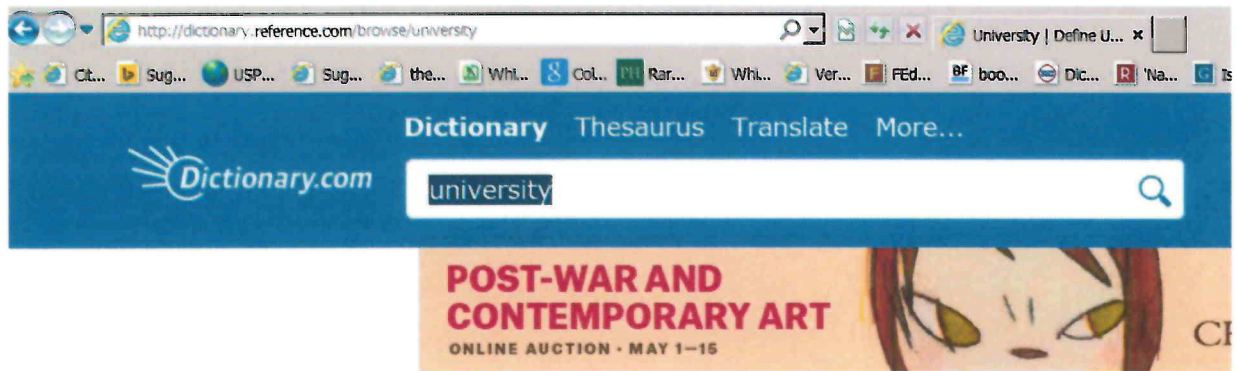 http://dictionary.reference.com/browse/university
University | Define U...
Cit... Sug... USP... Sug... the... Whi... Col... Rar... Whi... Ver... FEd... boo... Dic... 'Na... Is
Dictionary Thesaurus Translate More...
Dictionary.com
university
POST-WAR AND
CONTEMPORARY ART
ONLINE AUCTION · MAY 1–15